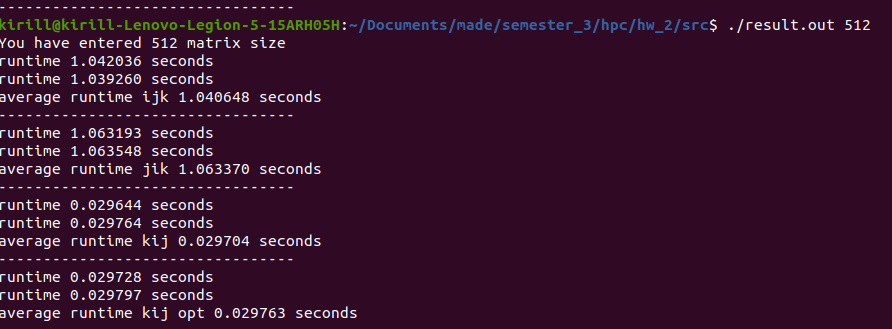 ---------------------------------
kirill@kirill-Lenovo-Legion-5-15ARH05H:~/Documents/made/semester_3/hpc/hw_2/src$ ./result.out 512
You have entered 512 matrix size
runtime 1.042036 seconds
runtime 1.039260 seconds
average runtime ijk 1.040648 seconds
---------------------------------
runtime 1.063193 seconds
runtime 1.063548 seconds
average runtime jik 1.063370 seconds
---------------------------------
runtime 0.029644 seconds
runtime 0.029764 seconds
average runtime kij 0.029704 seconds
---------------------------------
runtime 0.029728 seconds
runtime 0.029797 seconds
average runtime kij opt 0.029763 seconds